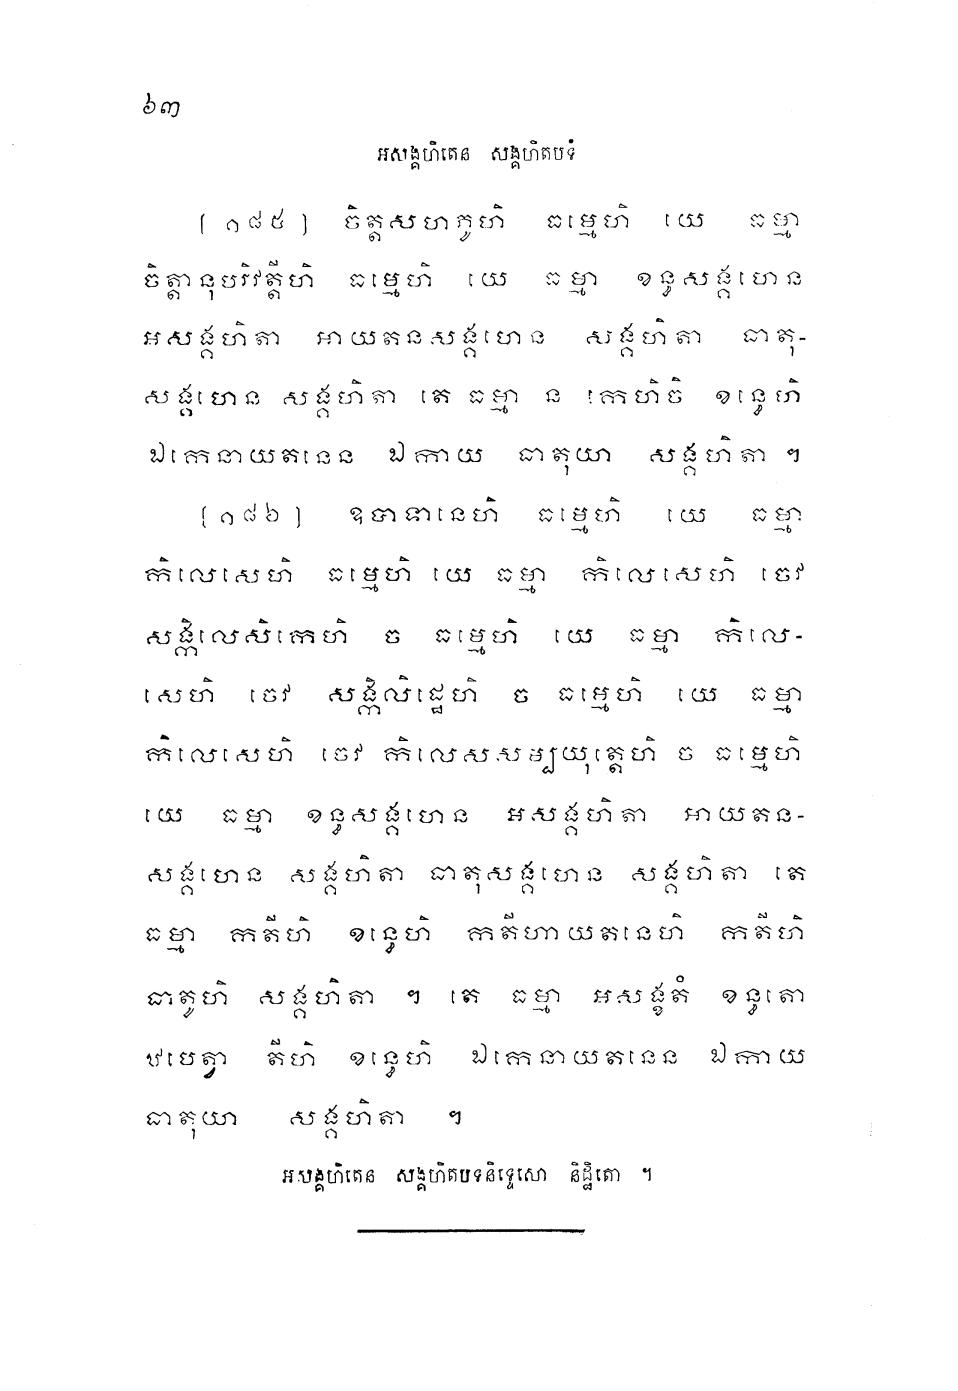 ៦៣
អសង្គហិតេន សង្គហិតបទំ
[១៨៥] ចិត្តសហភូហិ ធម្មេហិ យេ ធម្មា
ចិត្តានុបរិវត្តីហិ ធម្មេហិ យេ ធម្មា ខន្ធសង្គហេន
អសង្គហិតា អាយតនសង្គហេន សង្គហិតា ធាតុ-
សង្គហេន សង្គហិតា តេ ធម្មា ន កេហិចិ ខន្ធេហិ
ឯកេនាយតនេន ឯកាយ ធាតុយា សង្គហិតា ។
[១៨៦] ឧបាទានេហិ ធម្មេហិ យេ ធម្មា
កិលេសេហិ ធម្មេហិ យេ ធម្មា កិលេសេហិ ចេវ
សង្កិលេសិកេហិ ច ធម្មេហិ យេ ធម្មា កិលេ-
សេហិ ចេវ សង្កិលិដ្ឋេហិ ច ធម្មេហិ យេ ធម្មា
កិលេសេហិ ចេវ កិលេសសម្បយុត្តេហិ ច ធម្មេហិ
យេ ធម្មា ខន្ធសង្គហេន អសង្គហិតា អាយតន-
សង្គហេន សង្គហិតា ធាតុសង្គហេន សង្គហិតា តេ
ធម្មា កតីហិ ខន្ធេហិ កតីហាយតនេហិ កតីហិ
ធាតូហិ សង្គហិតា ។ តេ ធម្មា អសង្ខតំ ខន្ធតោ
ឋបេត្វា តីហិ ខន្ធេហិ ឯកេនាយតនេន ឯកាយ
ធាតុយា សង្គហិតា ។
អសង្គហិតេន សង្គហិតបទនិទ្ទេសោ និដ្ឋិតោ ។